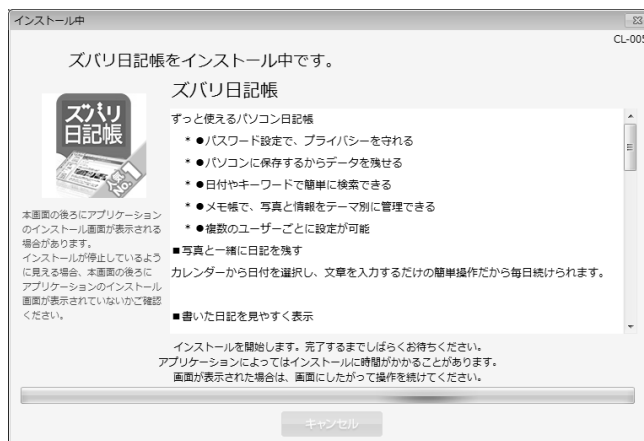 インストール中
CL-005
ズバリ日記帳をインストール中です。
ズバリ
日記帳
人気
No.1
本画面の後ろにアプリケーション
のインストール画面が表示される
場合があります。
インストールが停止しているよう
に見える場合、本画面の後ろに
アプリケーションのインストール
画面が表示されていないかご確認
ください。
ズバリ日記帳
ずっと使えるパソコン日記帳
* ●パスワード設定で、プライバシーを守れる
* ●パソコンに保存するからデータを残せる
* ●日付やキーワードで簡単に検索できる
* ●メモ帳で、写真と情報をテーマ別に管理できる
* ●複数のユーザーごとに設定が可能
■写真と一緒に日記を残す
カレンダーから日付を選択し、文章を入力するだけの簡単操作だから毎日続けられます。
■書いた日記を見やすく表示
インストールを開始します。完了するまでしばらくお待ちください。
アプリケーションによってはインストールに時間がかかることがあります。
画面が表示された場合は、画面にしたがって操作を続けてください。
キャンセル